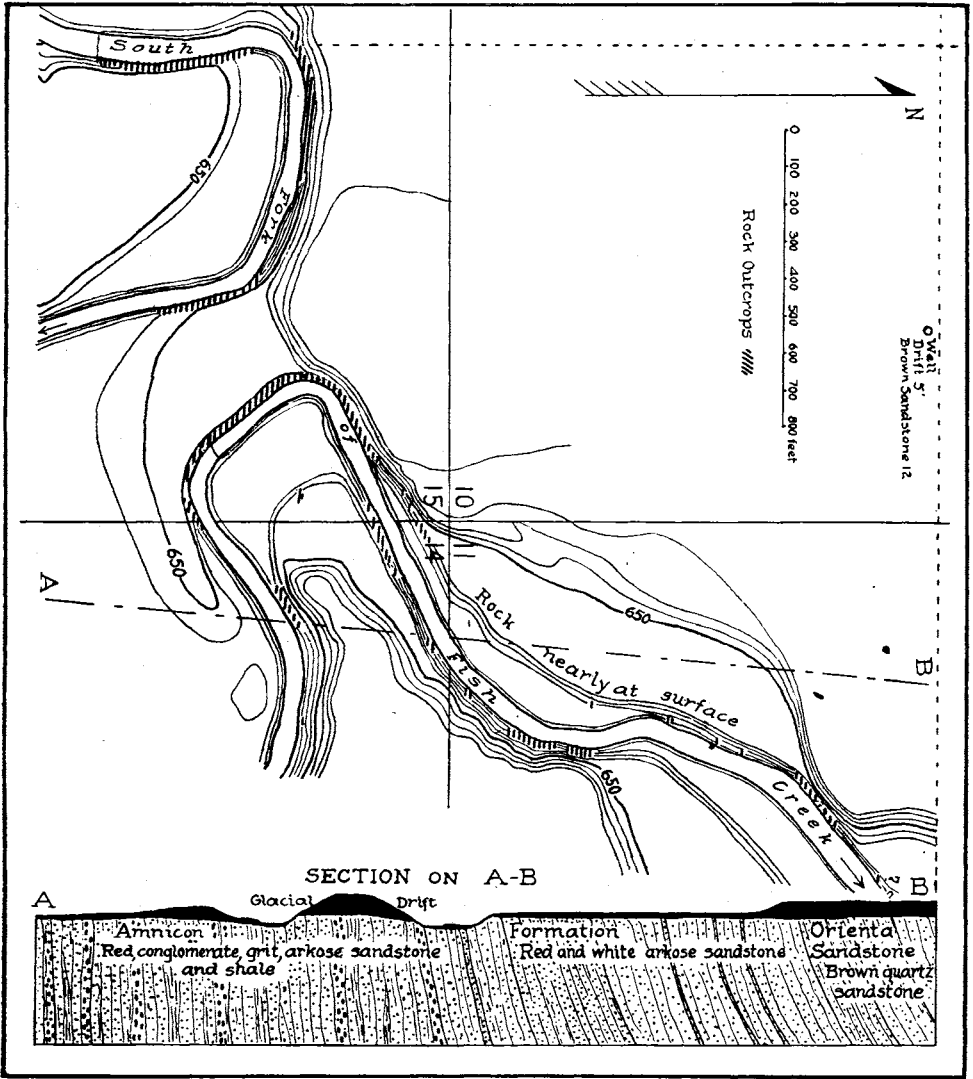 South
650
Fork
N
0 100 200 300 400 500 600 700 800 feet
Rock Outcrops
Well
Drift 5'
Brown Sandstone 12
of
15 10
14 11
650
A
Rock nearly at surface
650
B
Fish
650
Creek
?
SECTION ON A-B
A
Glacial Drift
B
Amnicon Formation Orienta
Red conglomerate, grit, arkose sandstone Red and white arkose sandstone Sandstone
and shale Brown quartz
sandstone